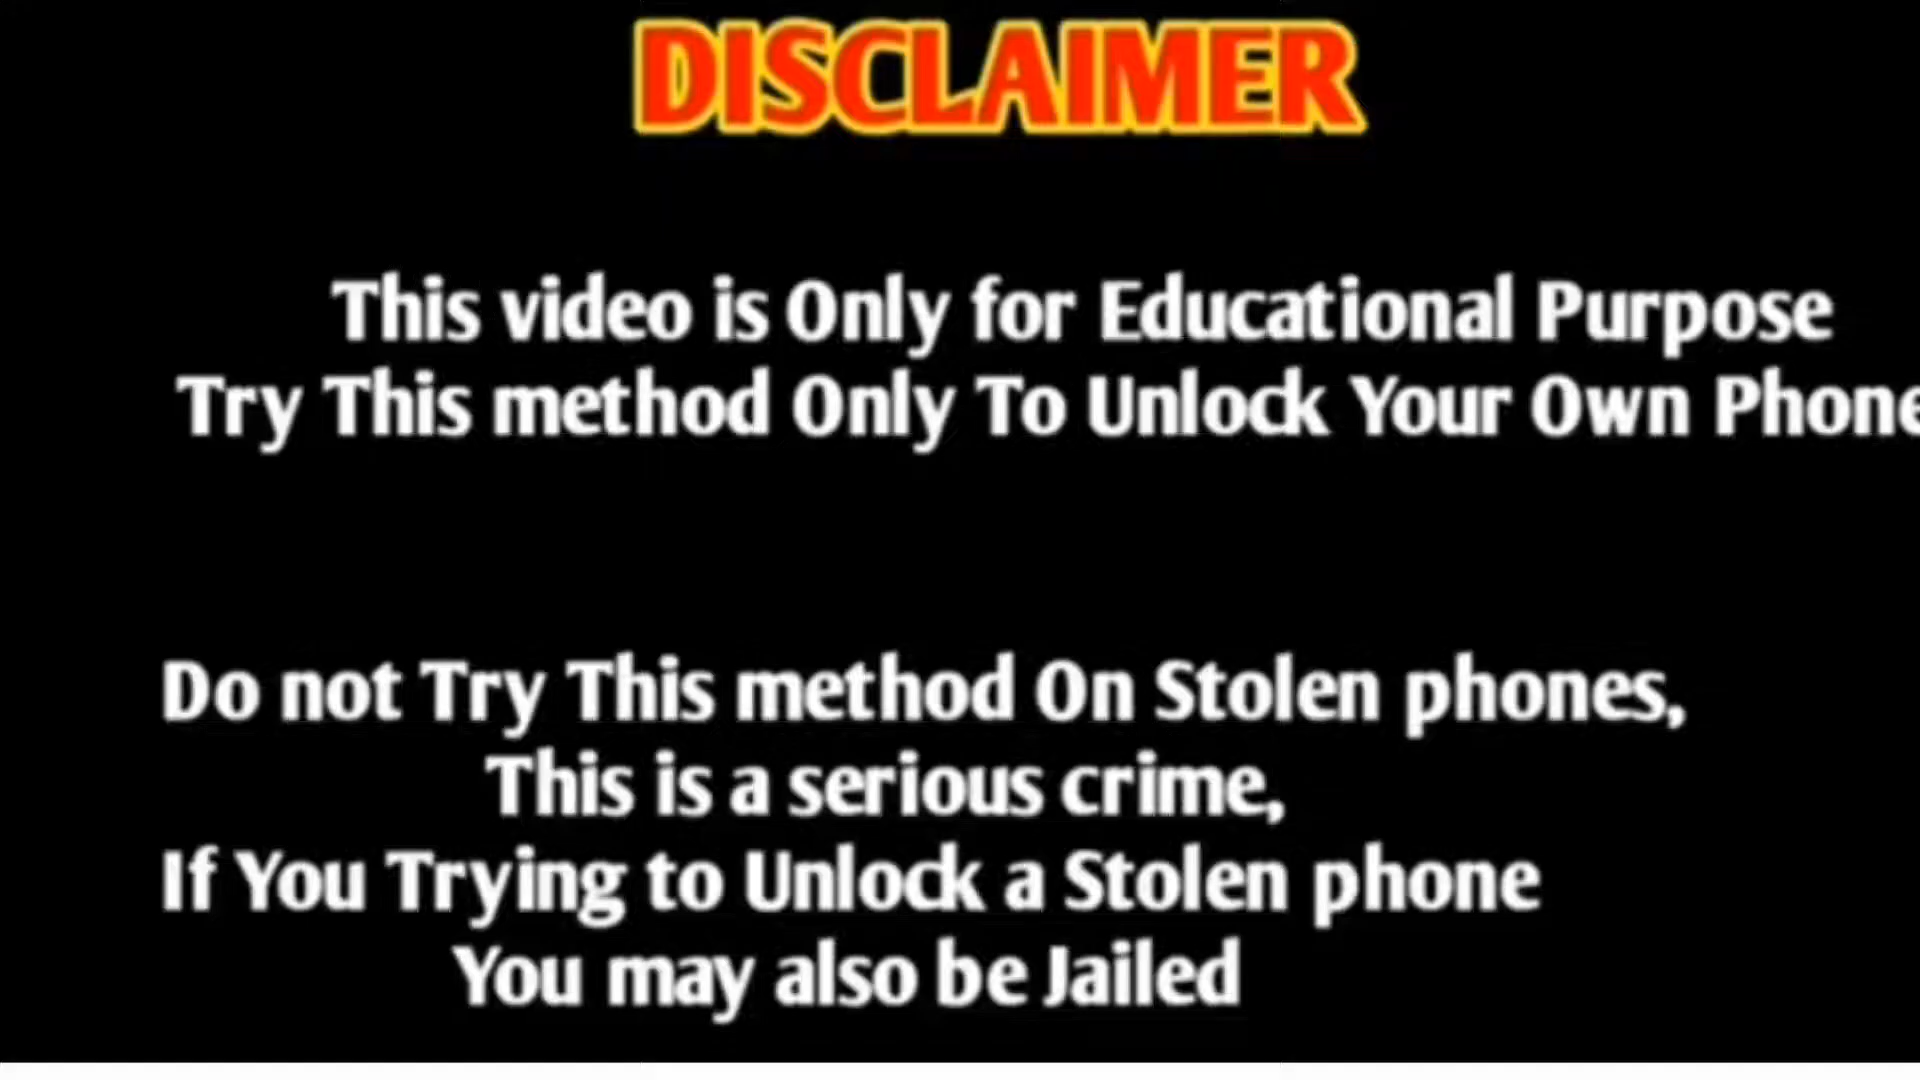 DISCLAIMER
This video is Only for Educational Purpose
Try This method Only To Unlock Your Own Phone
Do not Try This method On Stolen phones,
This is a serious crime,
If You Trying to Unlock a Stolen phone
You may also be Jailed